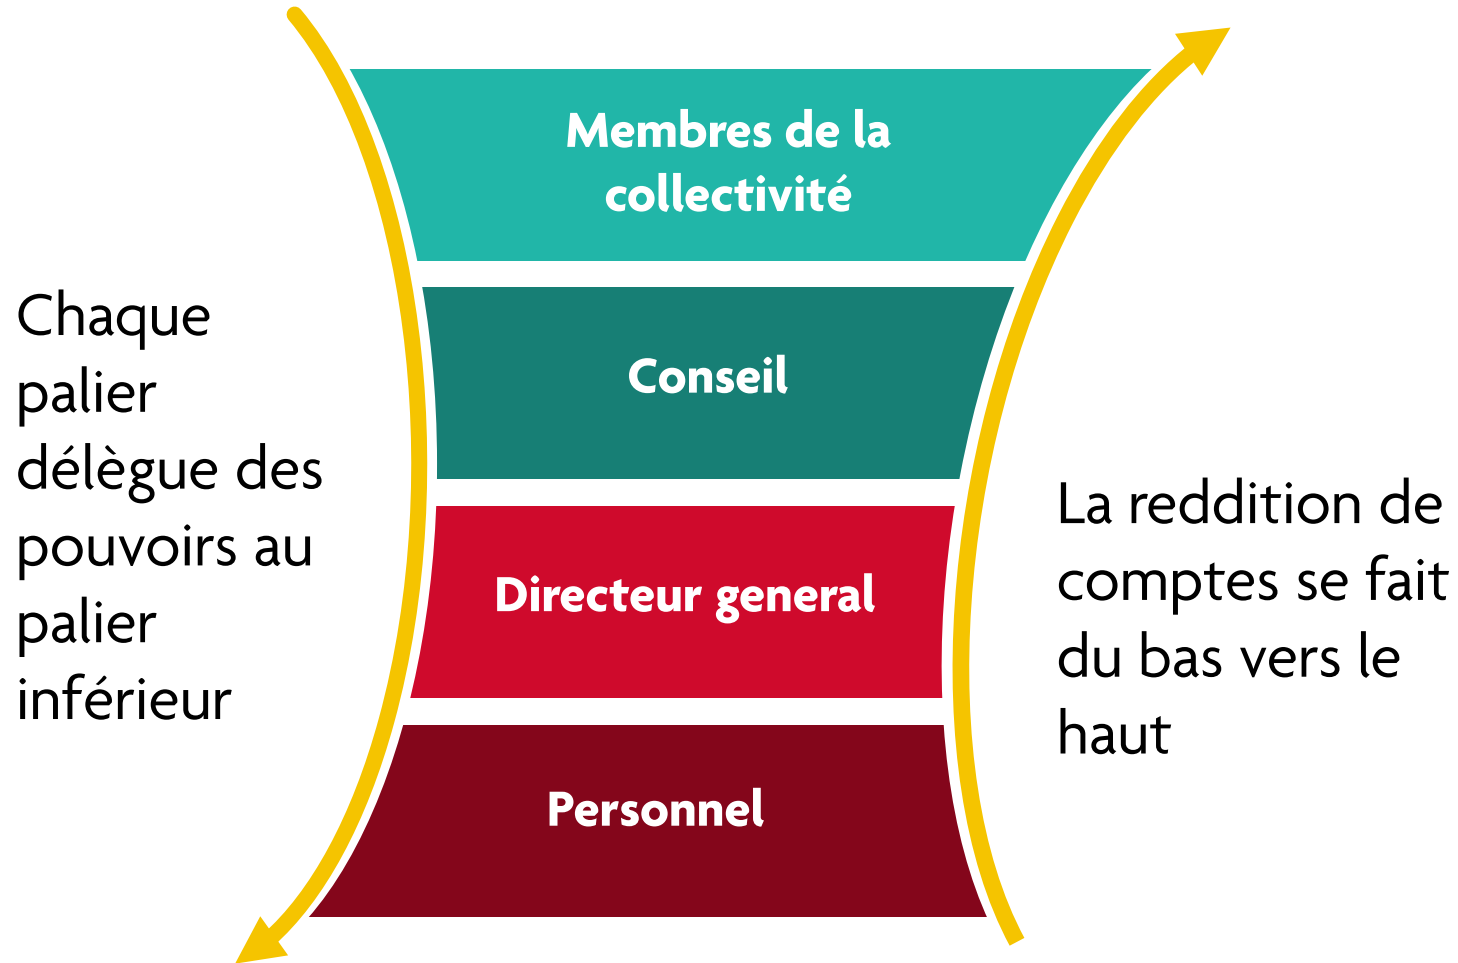 Membres de la
collectivité
Chaque
palier
délègue des
pouvoirs au
palier
inférieur
Conseil
Directeur general
Personnel
La reddition de
comptes se fait
du bas vers le
haut